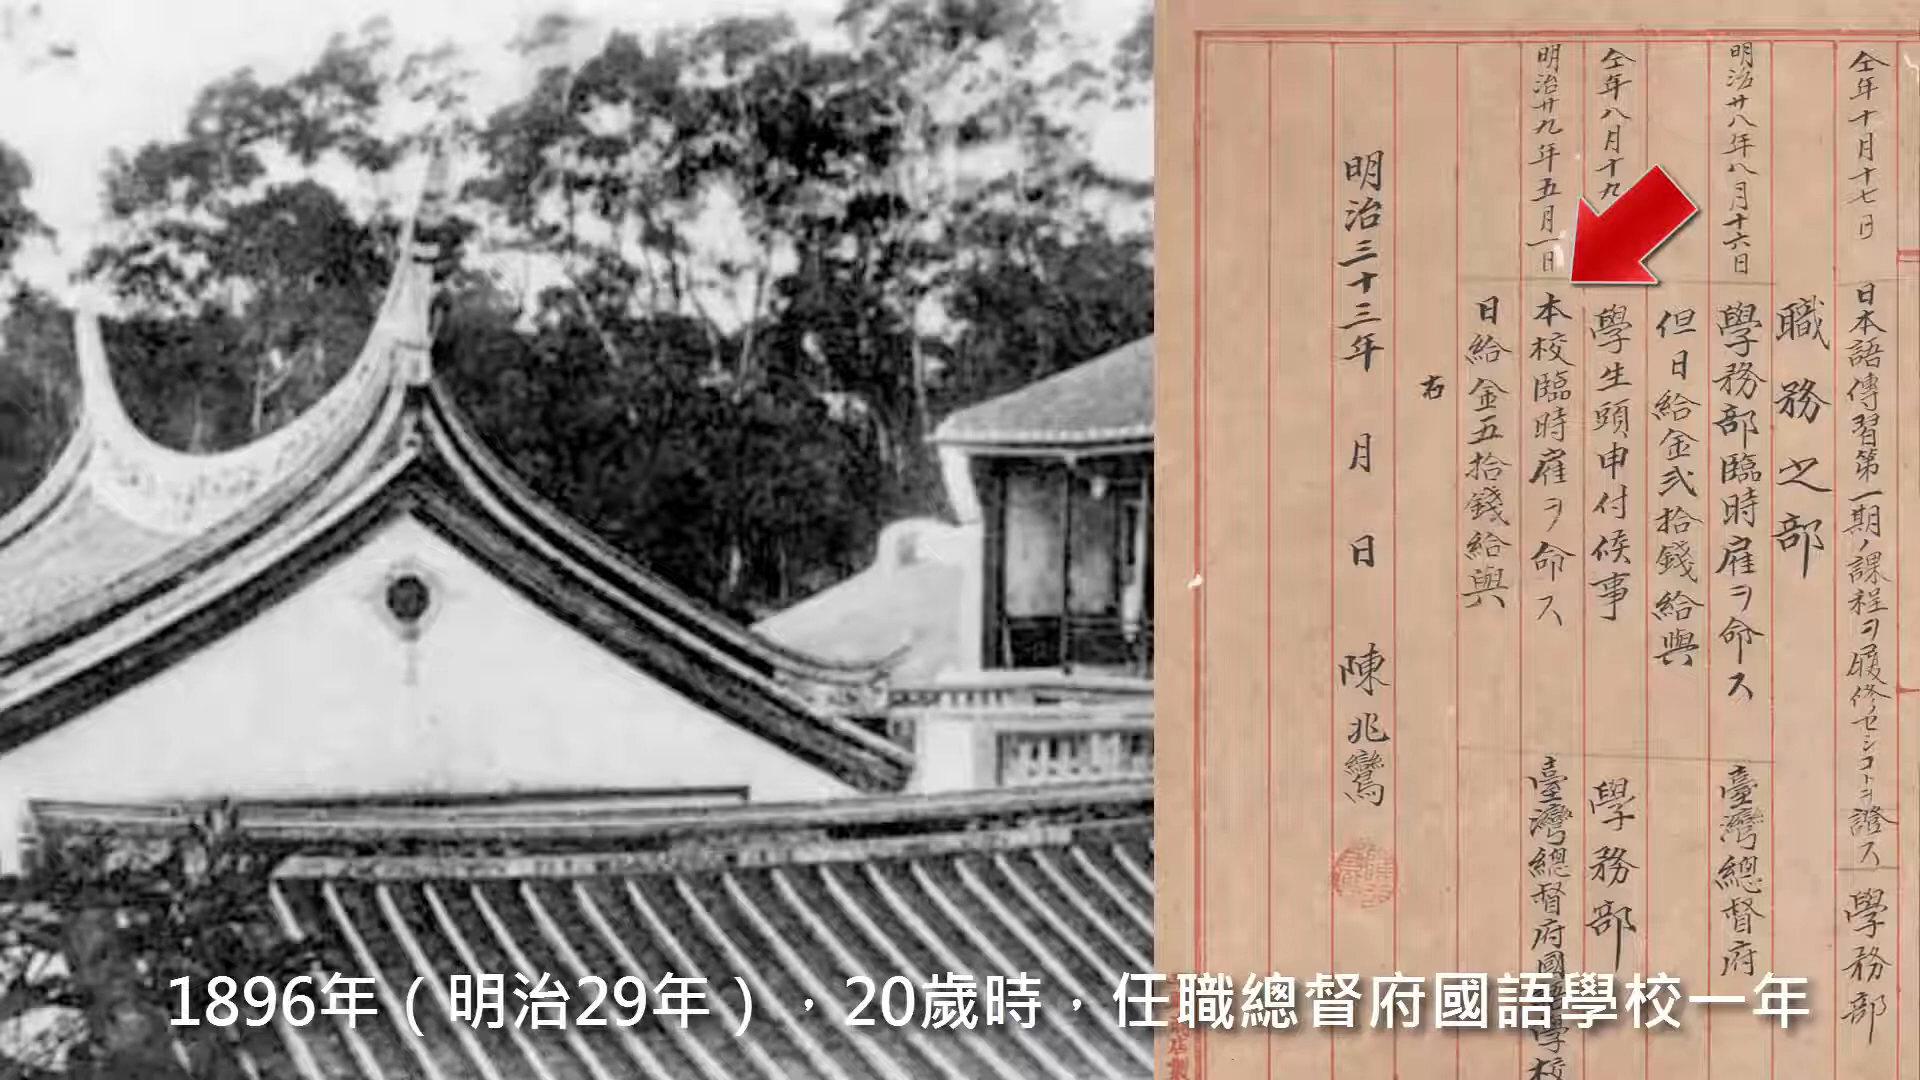 仝年十月十七日 日本語傳習第一期ノ課程ヲ履修セシコトヲ證ス 學務部
職務之部
明治廿八年八月十六日 學務部臨時雇ヲ命ス 臺灣總督府
但日給金弐拾錢給與
仝年八月十九 學生頭申付候事 學務部
明治廿九年五月一日 本校臨時雇ヲ命ス 臺灣總督府國語學校
日給金五拾錢給與
右
明治三十三年 月 日 陳兆鸞
1896年（明治29年），20歲時，任職總督府國語學校一年